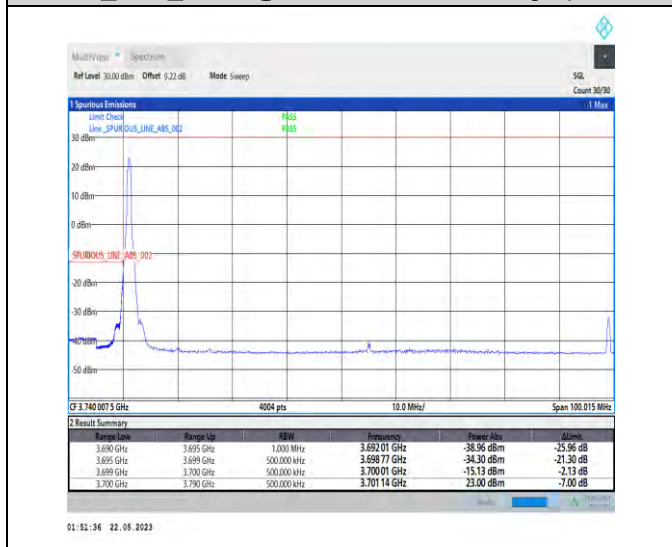 MultiView Spectrum
Ref Level 30.00 dBm Offset 9.22 dB Mode Sweep SGL
Count 30/30
1 Spurious Emissions 1 Max
Limit Check PASS
Line _SPURIOUS_LINE_ABS_002 PASS
30 dBm
20 dBm
10 dBm
0 dBm
_SPURIOUS_LINE_ABS_002
-20 dBm
-30 dBm
-40 dBm
-50 dBm
CF 3.740 007 5 GHz 4004 pts 10.0 MHz/ Span 100.015 MHz
2 Result Summary
Range Low Range Up RBW Frequency Power Abs ΔLimit
3.690 GHz 3.695 GHz 1.000 MHz 3.692 01 GHz -38.96 dBm -25.96 dB
3.695 GHz 3.699 GHz 500.000 kHz 3.698 77 GHz -34.30 dBm -21.30 dB
3.699 GHz 3.700 GHz 500.000 kHz 3.700 01 GHz -15.13 dBm -2.13 dB
3.700 GHz 3.790 GHz 500.000 kHz 3.701 14 GHz 23.00 dBm -7.00 dB
01:51:36 22.05.2023